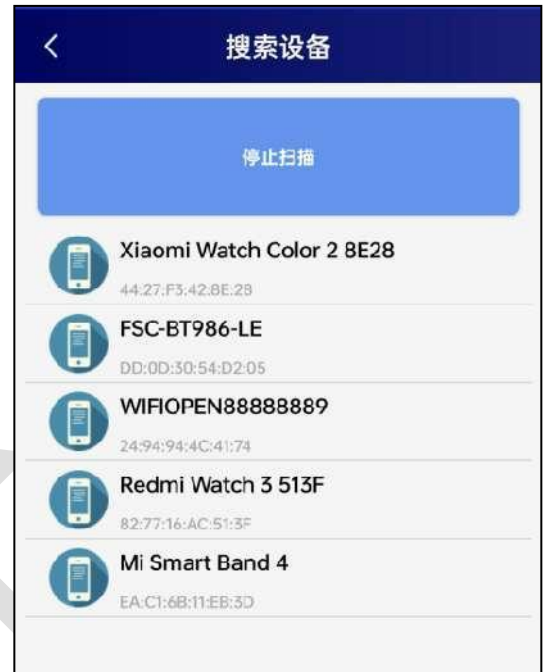 搜索设备
停止扫描
Xiaomi Watch Color 2 8E28
44:27:F3:42:8E:28
FSC-BT986-LE
DD:0D:30:54:D2:05
WIFIOPEN88888889
24:94:94:4C:41:74
Redmi Watch 3 513F
82:77:16:AC:51:3F
Mi Smart Band 4
EA:C1:6B:11:EB:3D